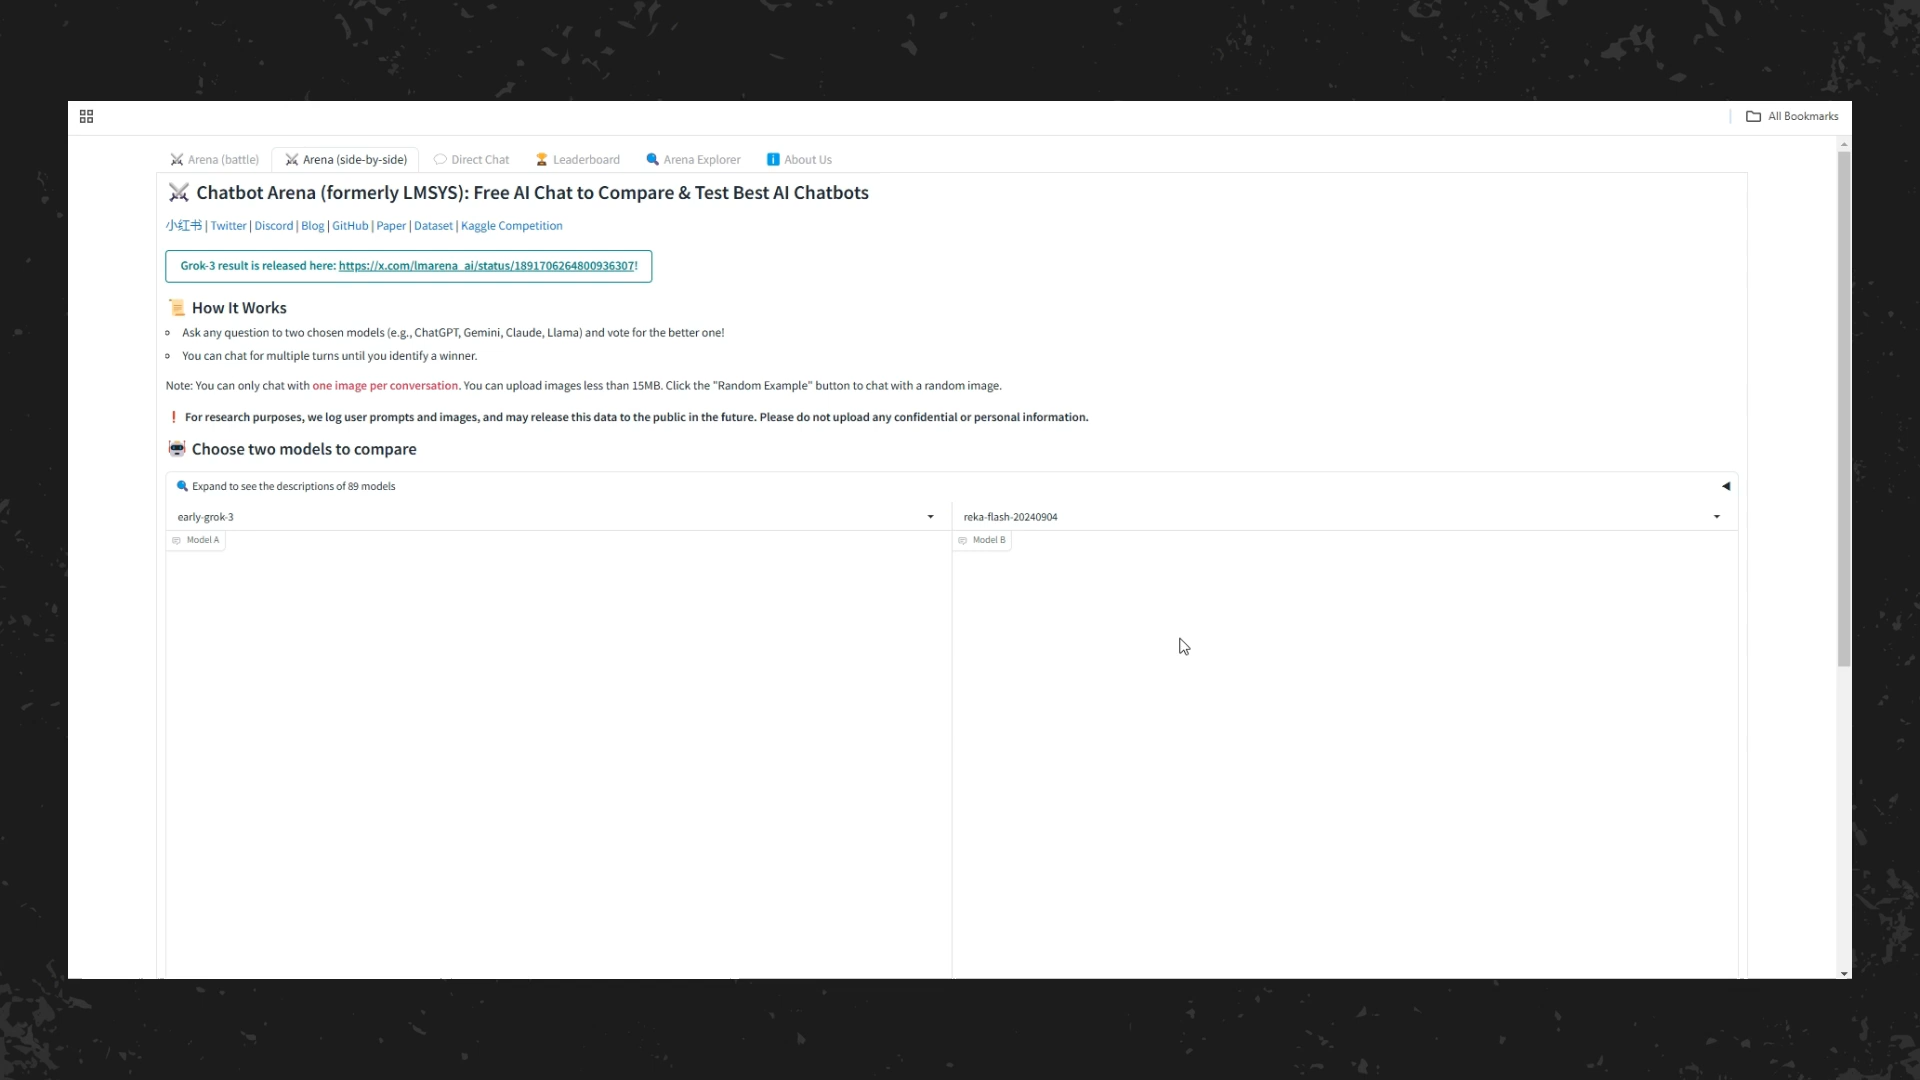 All Bookmarks
Arena (battle)
Arena (side-by-side)
Direct Chat
Leaderboard
Arena Explorer
About Us
Chatbot Arena (formerly LMSYS): Free AI Chat to Compare & Test Best AI Chatbots
小红书 | Twitter | Discord | Blog | GitHub | Paper | Dataset | Kaggle Competition
Grok-3 result is released here: https://x.com/lmarena_ai/status/1891706264800936307!
How It Works
Ask any question to two chosen models (e.g., ChatGPT, Gemini, Claude, Llama) and vote for the better one!
You can chat for multiple turns until you identify a winner.
Note: You can only chat with one image per conversation. You can upload images less than 15MB. Click the "Random Example" button to chat with a random image.
❗ For research purposes, we log user prompts and images, and may release this data to the public in the future. Please do not upload any confidential or personal information.
Choose two models to compare
Expand to see the descriptions of 89 models
early-grok-3
reka-flash-20240904
Model A
Model B